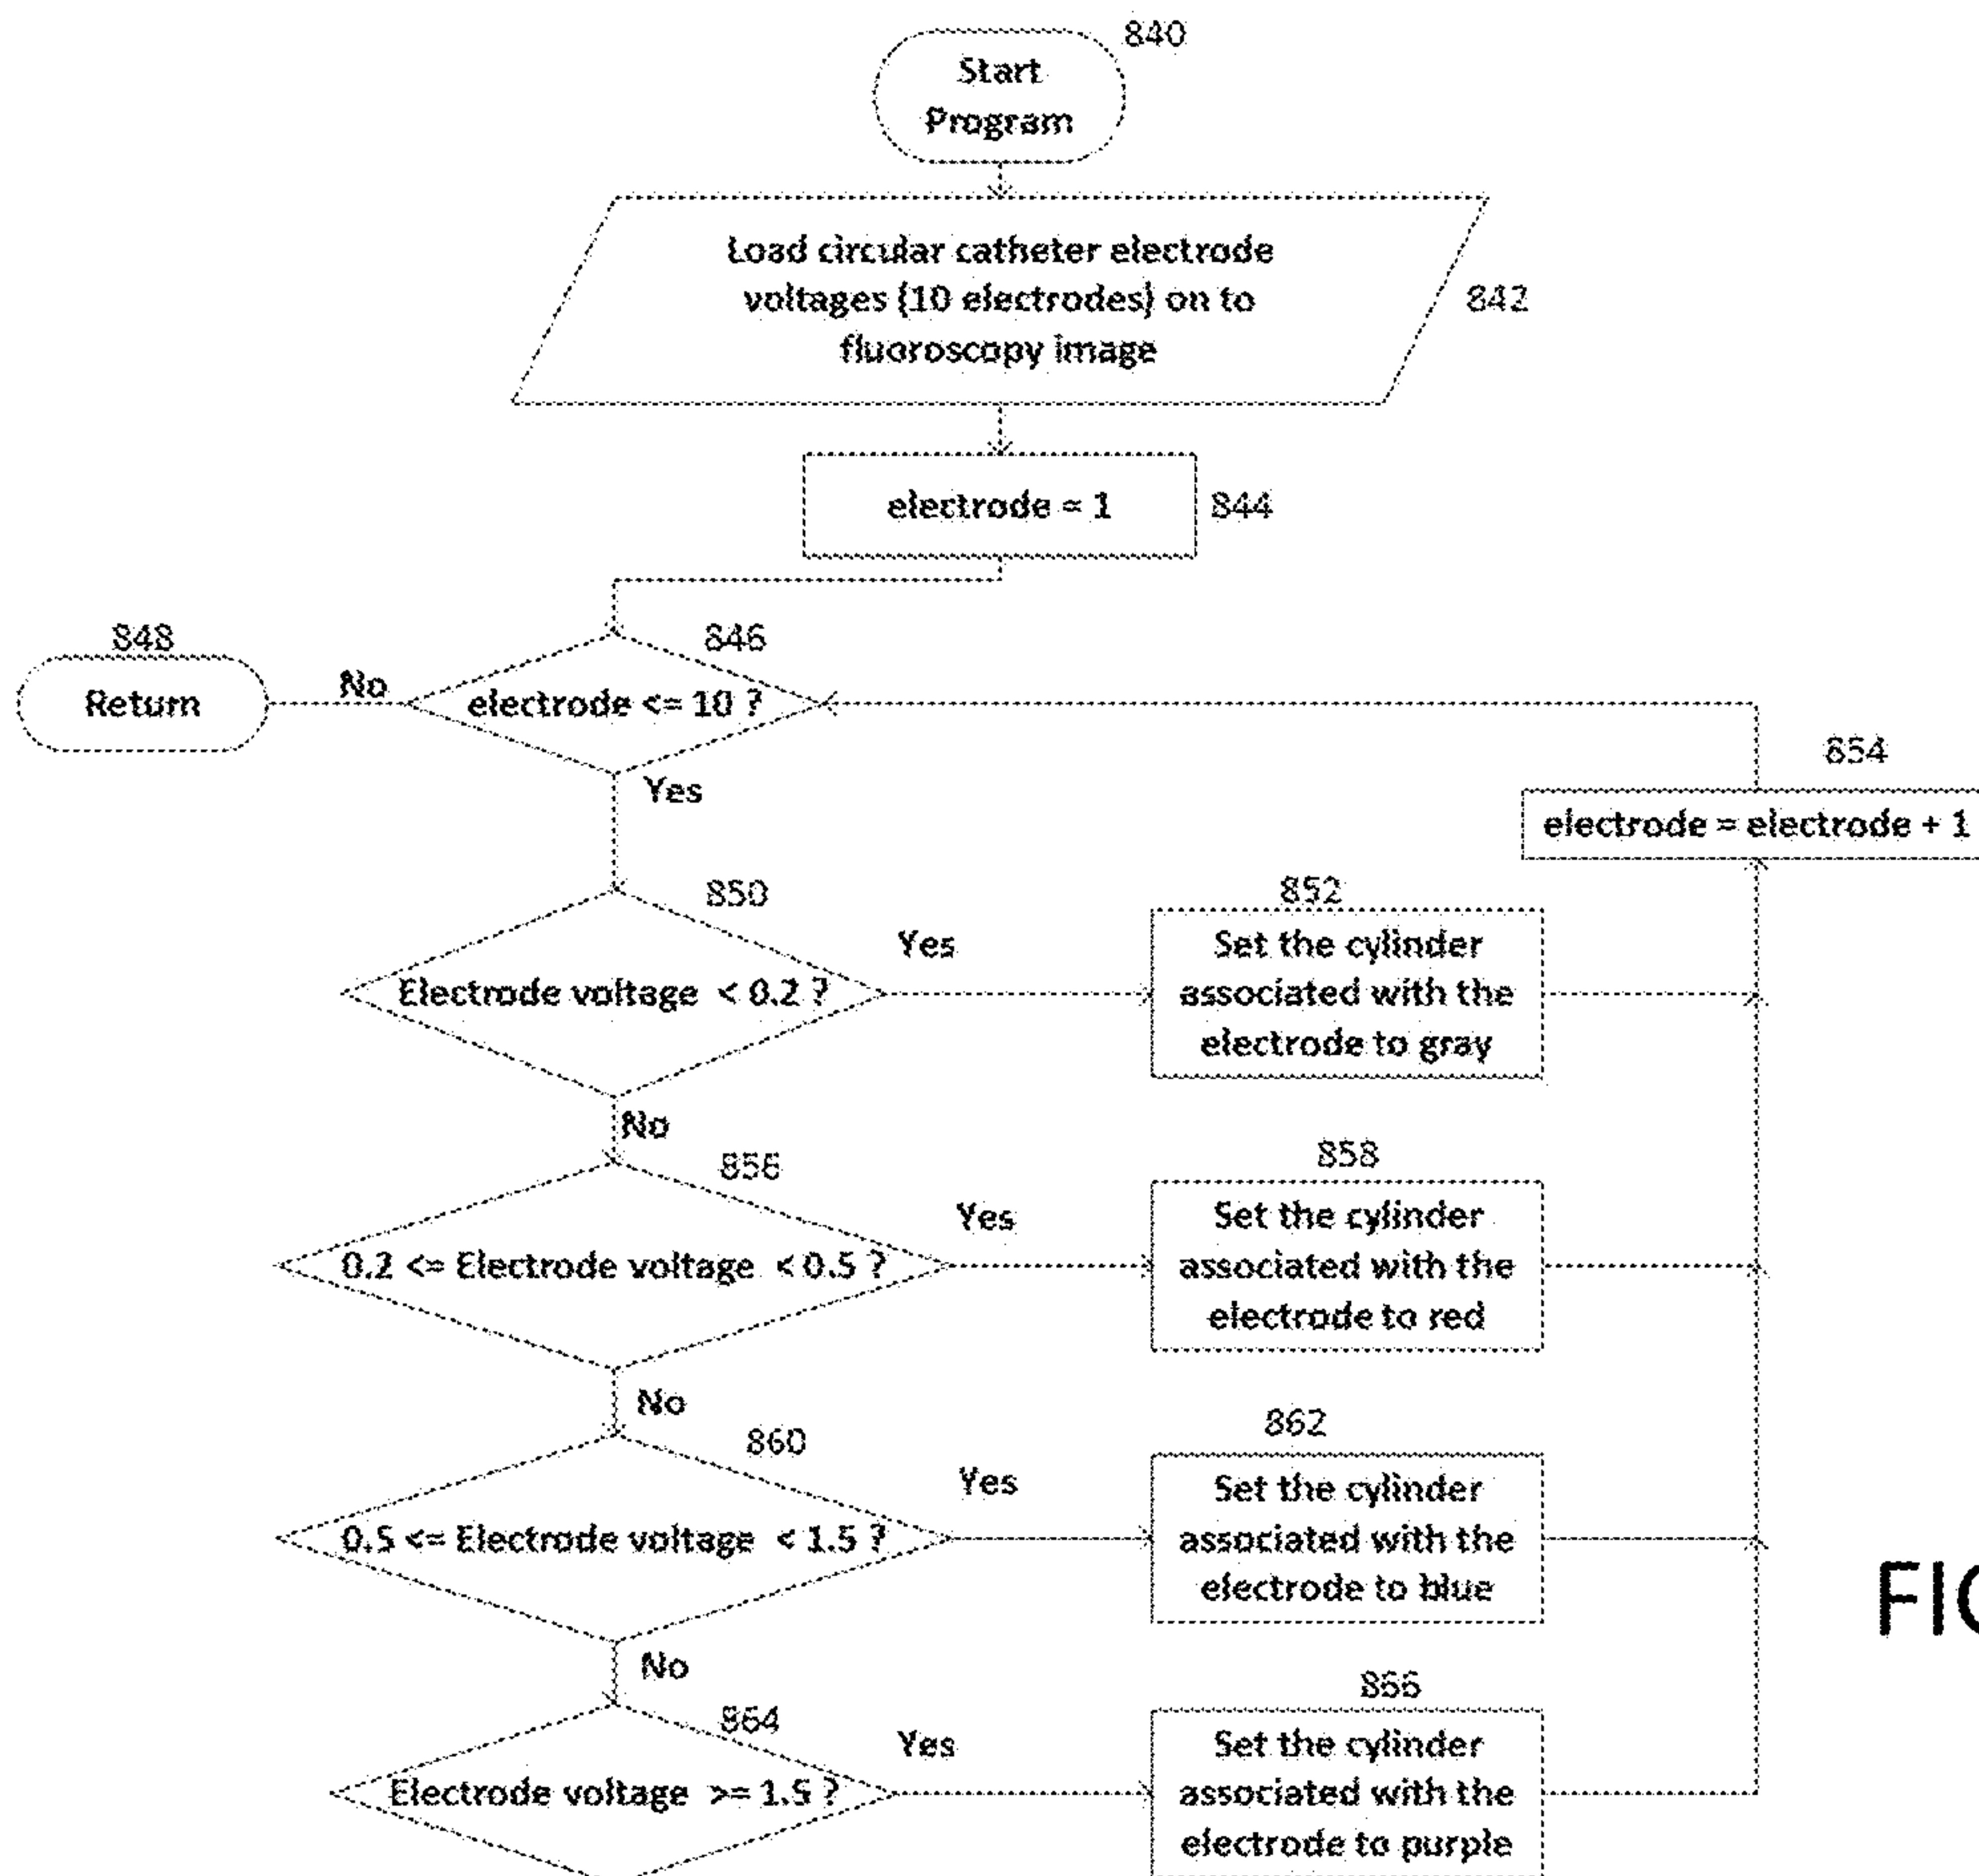 840
Start
Program
Load circular catheter electrode
voltages (10 electrodes) on to
fluoroscopy image
842
electrode = 1
844
848
846
Return
No
electrode <= 10 ?
Yes
854
electrode = electrode + 1
850
852
Electrode voltage < 0.2 ?
Yes
Set the cylinder
associated with the
electrode to gray
No
856
858
0.2 <= Electrode voltage < 0.5 ?
Yes
Set the cylinder
associated with the
electrode to red
No
860
862
0.5 <= Electrode voltage < 1.5 ?
Yes
Set the cylinder
associated with the
electrode to blue
FIG
No
864
866
Electrode voltage >= 1.5 ?
Yes
Set the cylinder
associated with the
electrode to purple